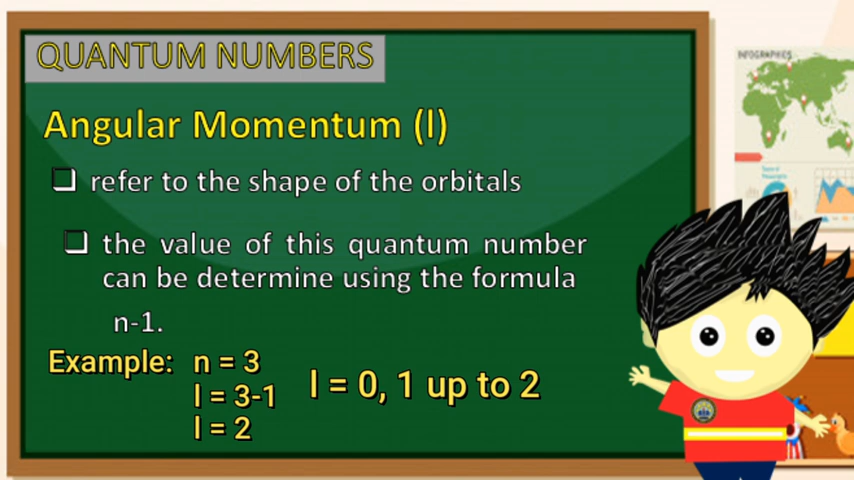 QUANTUM NUMBERS
INFOGRAPHICS
Angular Momentum (l)
refer to the shape of the orbitals
the value of this quantum number
can be determine using the formula
n-1.
Example: n = 3
l = 3-1
l = 2
l = 0, 1 up to 2